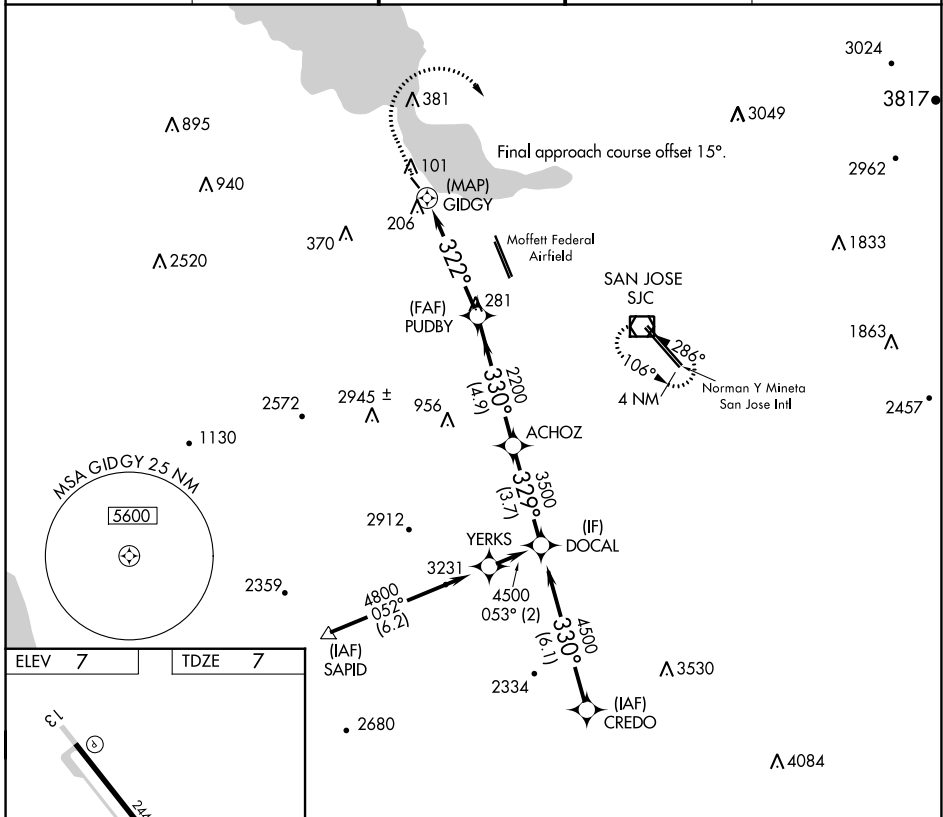 3024
3817
381
3049
895
Final approach course offset 15°.
2962
101
(MAP)
GIDGY
940
206
370
Moffett Federal
Airfield
1833
2520
322°
SAN JOSE
SJC
281
(FAF)
PUDBY
286°
106°
1863
4 NM
Norman Y Mineta
San Jose Intl
2200
330°
(4.9)
2572
2945 ±
956
2457
1130
ACHOZ
MSA GIDGY 25 NM
5600
3500
329°
(3.7)
2912
YERKS
(IF)
DOCAL
3231
2359
4800
052°
(6.2)
4500
053° (2)
4500
330°
(6.1)
(IAF)
SAPID
ELEV 7
TDZE 7
3530
2334
(IAF)
CREDO
2680
13
P
4084